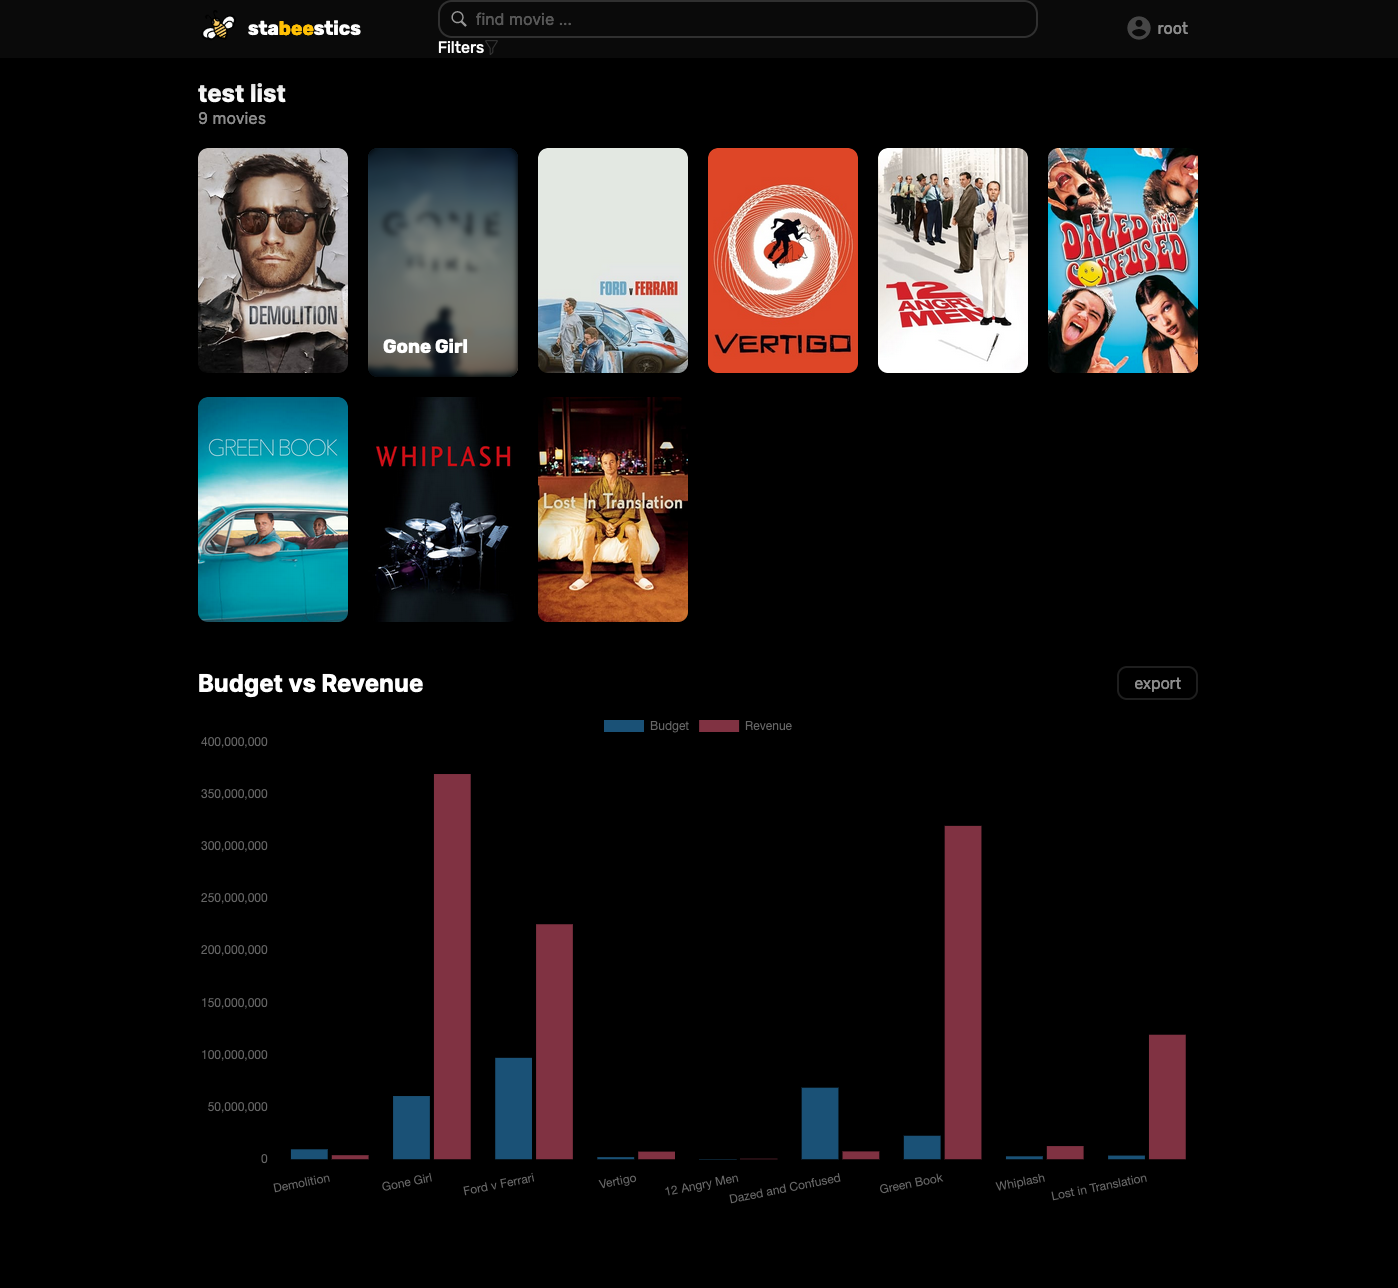 stabeestics
find movie ...
root
Filters
test list
9 movies
DEMOLITION
GONE
GIRL
Gone Girl
FORD v FERRARI
VERTIGO
12
ANGRY
MEN
DAZED AND
CONFUSED
GREEN BOOK
WHIPLASH
Lost In Translation
Budget vs Revenue
export
Budget
Revenue
400,000,000
350,000,000
300,000,000
250,000,000
200,000,000
150,000,000
100,000,000
50,000,000
0
Demolition
Gone Girl
Ford v Ferrari
Vertigo
12 Angry Men
Dazed and Confused
Green Book
Whiplash
Lost in Translation